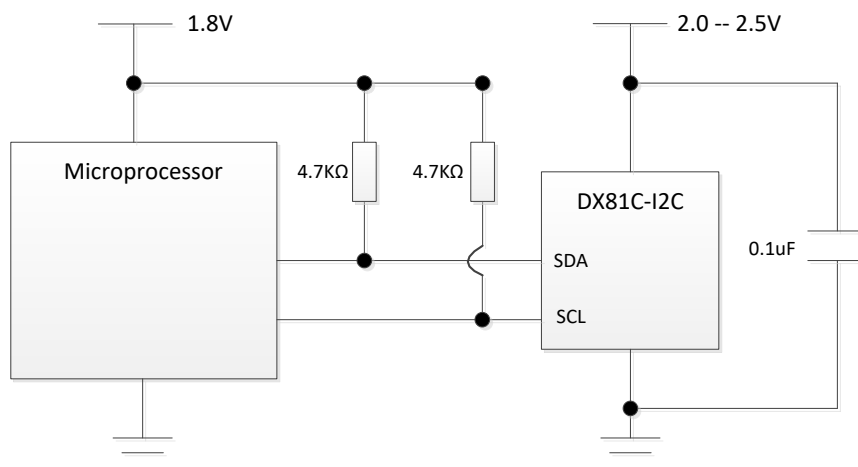 1.8V
2.0 -- 2.5V
Microprocessor
4.7KΩ
4.7KΩ
DX81C-I2C
0.1uF
SDA
SCL